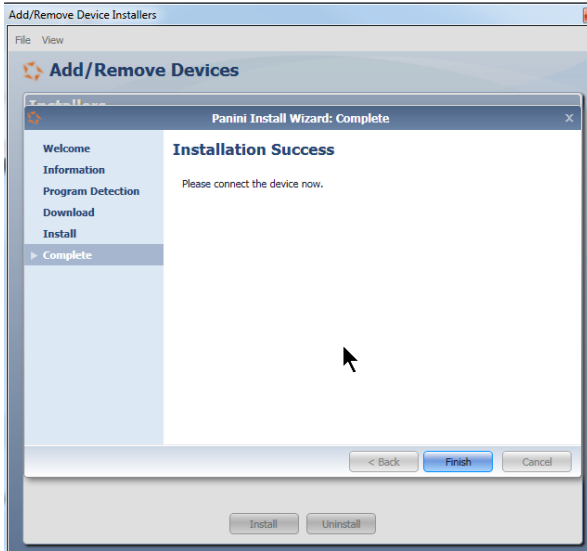 Add/Remove Device Installers
File View
Add/Remove Devices
Installers
Panini Install Wizard: Complete
x
Welcome
Information
Program Detection
Download
Install
Complete
Installation Success
Please connect the device now.
< Back Finish Cancel
Install Uninstall